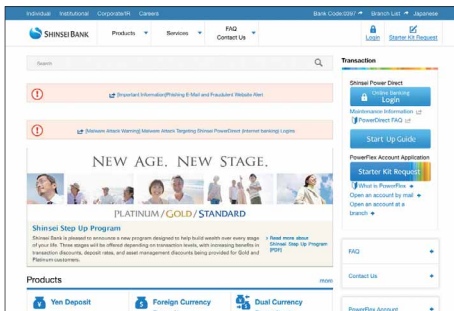 Individual Institutional Corporate/IR Careers
Bank Code:0397 Branch List Japanese
SHINSEI BANK
Products
Services
FAQ
Contact Us
Login
Starter Kit Request
Search
[Important Information]Phishing E-Mail and Fraudulent Website Alert
[Malware Attack Warning] Malware Attack Targeting Shinsei PowerDirect (internet banking) Logins
NEW AGE. NEW STAGE.
PLATINUM/GOLD/STANDARD
Shinsei Step Up Program
Shinsei Bank is pleased to announce a new program designed to help build wealth over every stage
of your life. Three stages will be offered depending on transaction levels, with increasing benefits in
transaction discounts, deposit rates, and asset management discounts being provided for Gold and
Platinum customers.
Read more about
Shinsei Step Up Program
(PDF)
Products
more
Yen Deposit
Foreign Currency
Dual Currency
Transaction
Shinsei Power Direct
Online Banking
Login
Maintenance Information
PowerDirect FAQ
Start Up Guide
PowerFlex Account Application
Starter Kit Request
What is PowerFlex
Open an account by mail
Open an account at a
branch
FAQ
Contact Us
PowerFlex Account